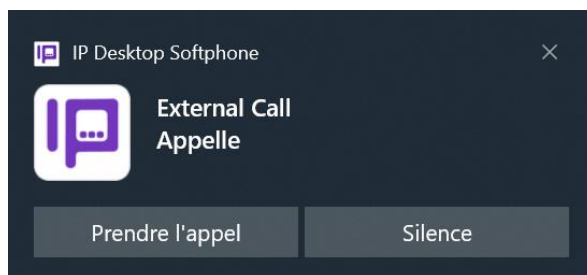 IP Desktop Softphone
External Call
Appelle
Prendre l'appel
Silence